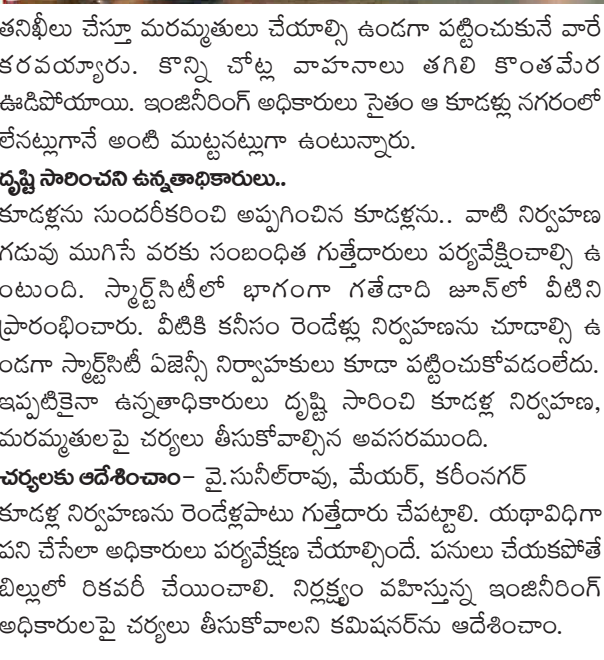 తనిఖీలు చేస్తూ మరమ్మతులు చేయాల్సి ఉండగా పట్టించుకునే వారే
కరవయ్యారు. కొన్ని చోట్ల వాహనాలు తగిలి కొంతమేర
ఊడిపోయాయి. ఇంజినీరింగ్ అధికారులు సైతం ఆ కూడళ్లు నగరంలో
లేనట్లుగానే అంటి ముట్టనట్లుగా ఉంటున్నారు.
దృష్టి సారించని ఉన్నతాధికారులు..
కూడళ్లను సుందరీకరించి అప్పగించిన కూడళ్లను.. వాటి నిర్వహణ
గడువు ముగిసే వరకు సంబంధిత గుత్తేదారులు పర్యవేక్షించాల్సి ఉ
ంటుంది. స్మార్ట్‌సిటీలో భాగంగా గతేడాది జూన్‌లో వీటిని
ప్రారంభించారు. వీటికి కనీసం రెండేళ్లు నిర్వహణను చూడాల్సి ఉ
ండగా స్మార్ట్‌సిటీ ఏజెన్సీ నిర్వాహకులు కూడా పట్టించుకోవడంలేదు.
ఇప్పటికైనా ఉన్నతాధికారులు దృష్టి సారించి కూడళ్ల నిర్వహణ,
మరమ్మతులపై చర్యలు తీసుకోవాల్సిన అవసరముంది.
చర్యలకు ఆదేశించాం- వై.సునీల్‌రావు, మేయర్, కరీంనగర్
కూడళ్ల నిర్వహణను రెండేళ్లపాటు గుత్తేదారు చేపట్టాలి. యథావిధిగా
పని చేసేలా అధికారులు పర్యవేక్షణ చేయాల్సిందే. పనులు చేయకపోతే
బిల్లులో రికవరీ చేయించాలి. నిర్లక్ష్యం వహిస్తున్న ఇంజినీరింగ్
అధికారులపై చర్యలు తీసుకోవాలని కమిషనర్‌ను ఆదేశించాం.